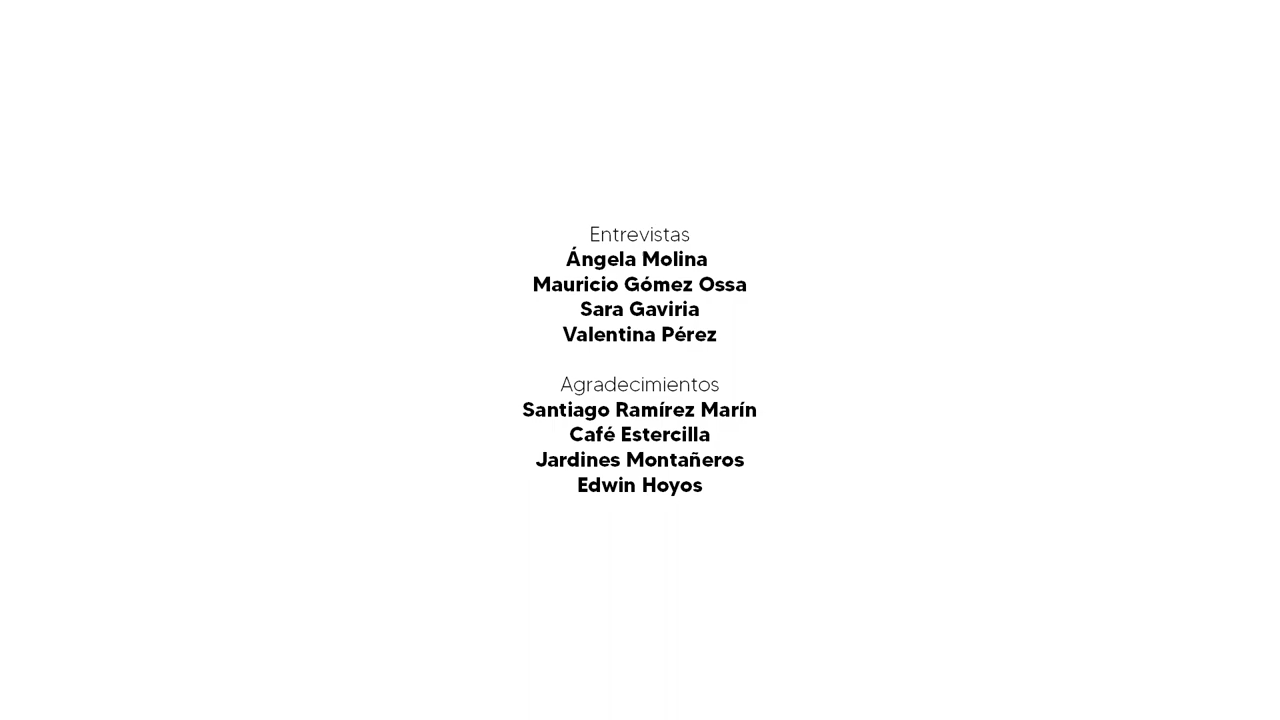 Entrevistas
Ángela Molina
Mauricio Gómez Ossa
Sara Gaviria
Valentina Pérez
Agradecimientos
Santiago Ramírez Marín
Café Estercilla
Jardines Montañeros
Edwin Hoyos